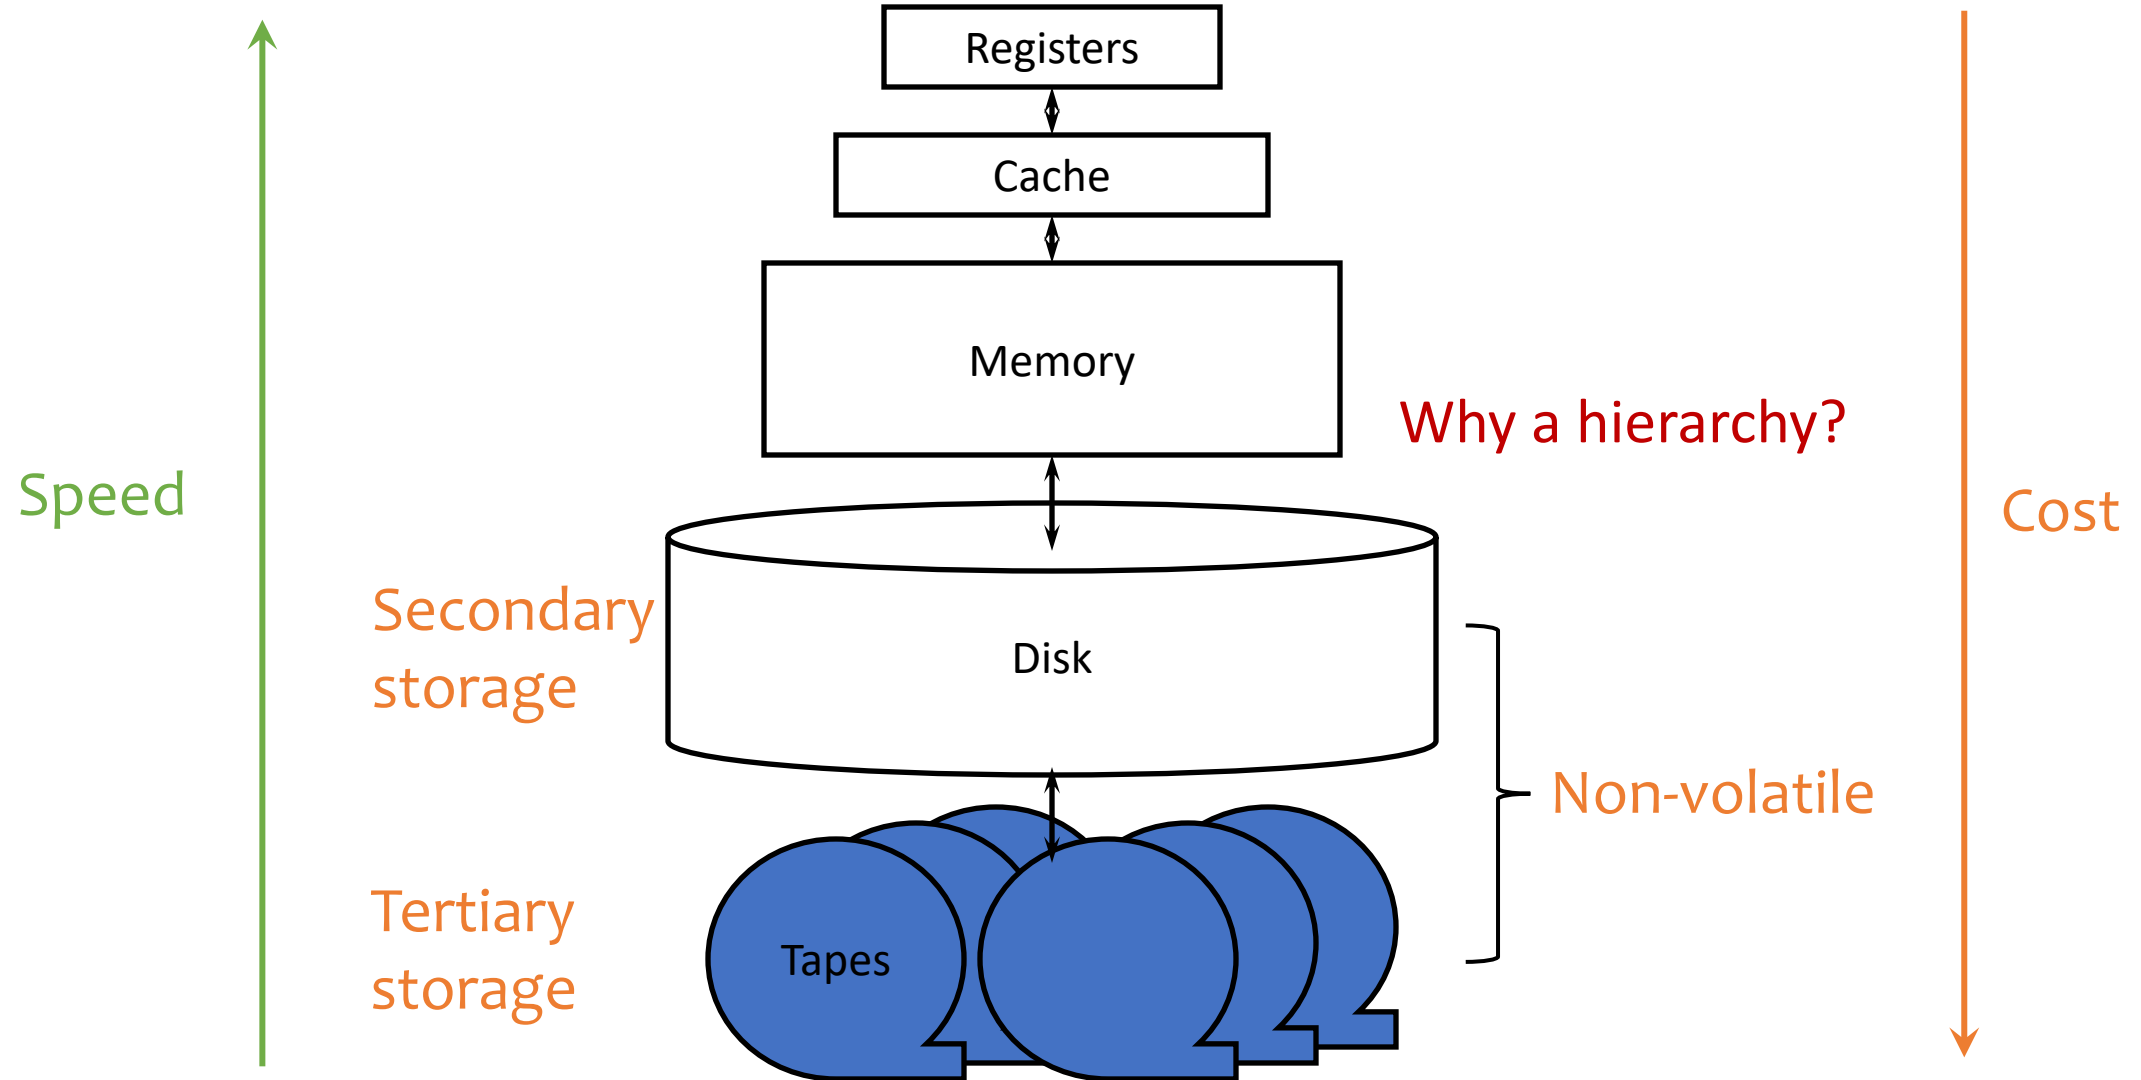 Registers
Cache
Memory
Why a hierarchy?
Speed
Cost
Secondary
storage
Disk
Non-volatile
Tertiary
storage
Tapes